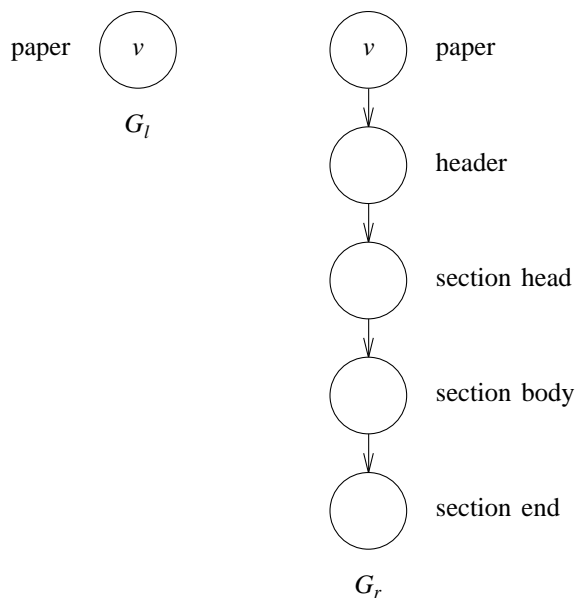 paper v
G_l
v paper
header
section head
section body
section end
G_r